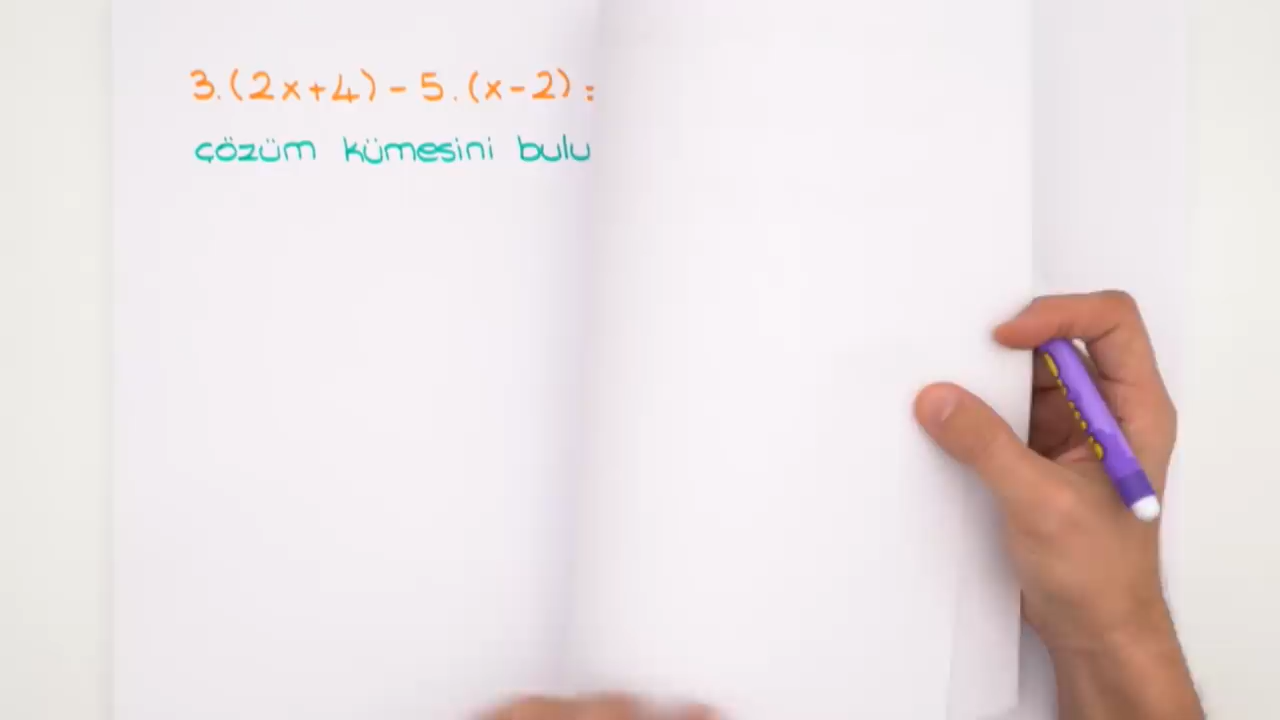 3.(2x+4) - 5.(x-2) =
çözüm kümesini bulu